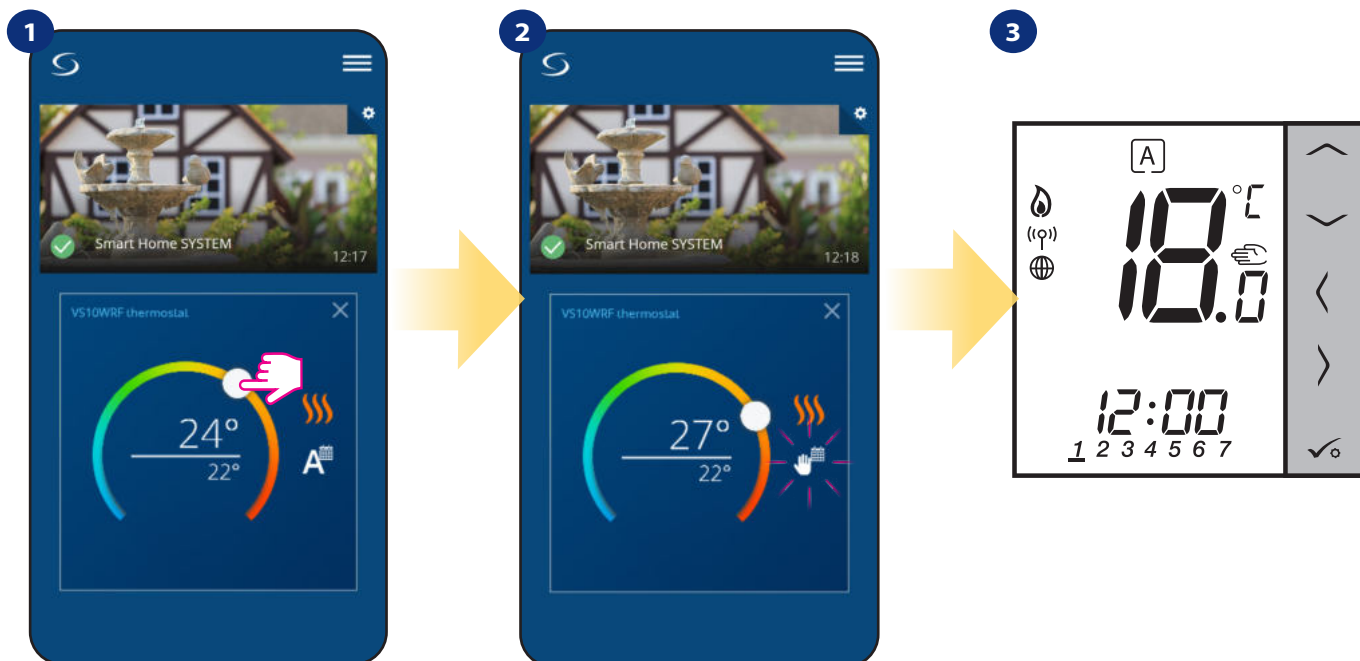 1
Smart Home SYSTEM
12:17
VS10WRF thermostat
24°
22°
A
2
Smart Home SYSTEM
12:18
VS10WRF thermostat
27°
22°
3
A
18.0 °C
12:00
1 2 3 4 5 6 7